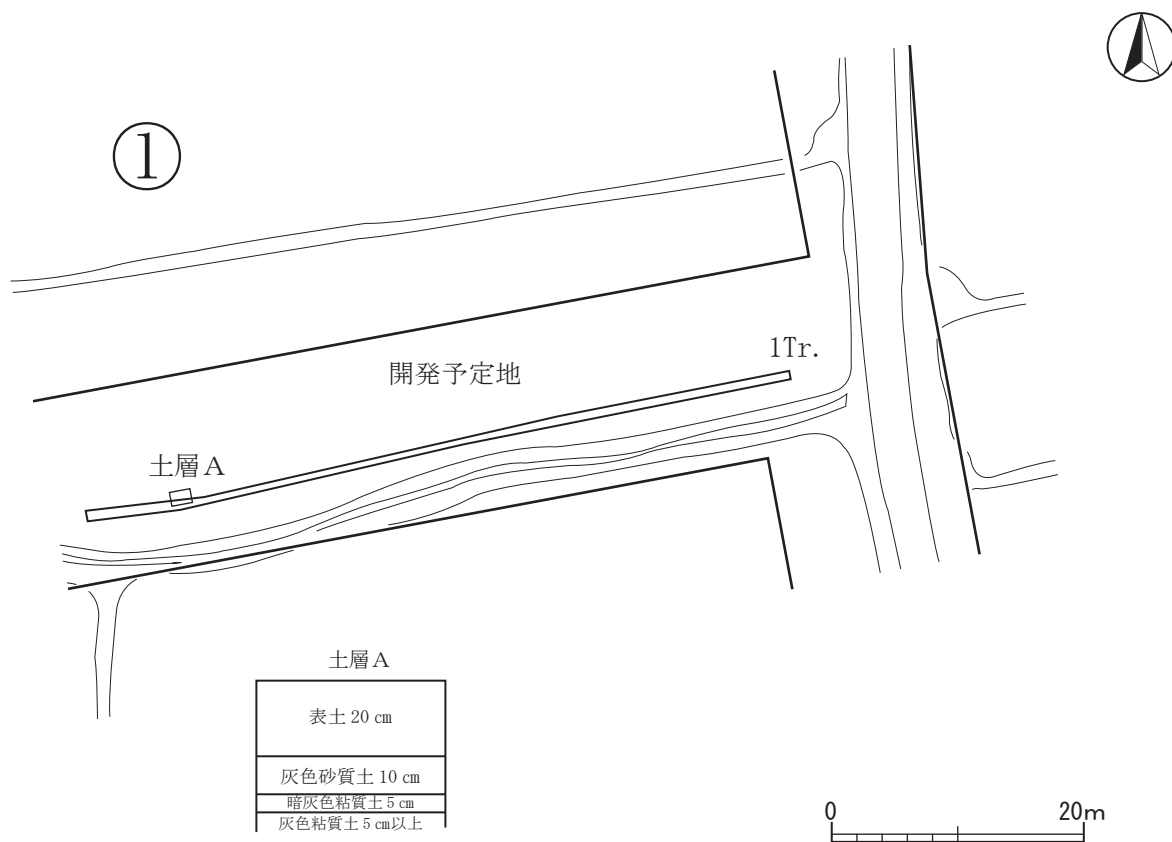 ①
1Tr.
開発予定地
土層A
土層A
表土 20 ㎝
灰色砂質土 10 ㎝
暗灰色粘質土 5 ㎝
灰色粘質土 5 ㎝以上
0 20m